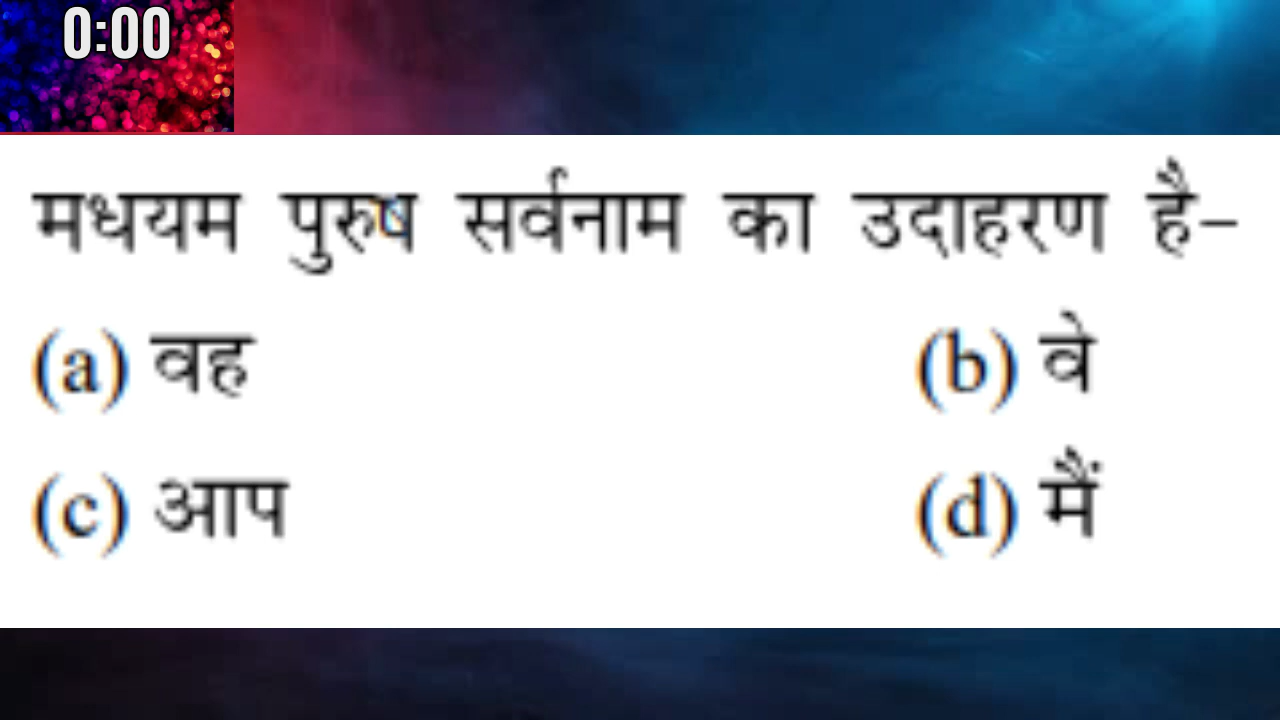 0:00
मधयम पुरुष सर्वनाम का उदाहरण है–
(a) वह (b) वे
(c) आप (d) मैं